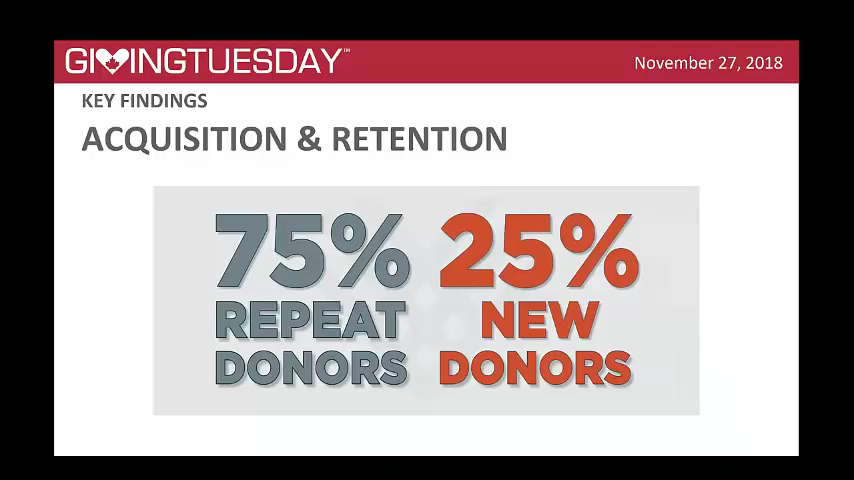 GIVINGTUESDAY™
November 27, 2018
KEY FINDINGS
ACQUISITION & RETENTION
75% 25%
REPEAT NEW
DONORS DONORS